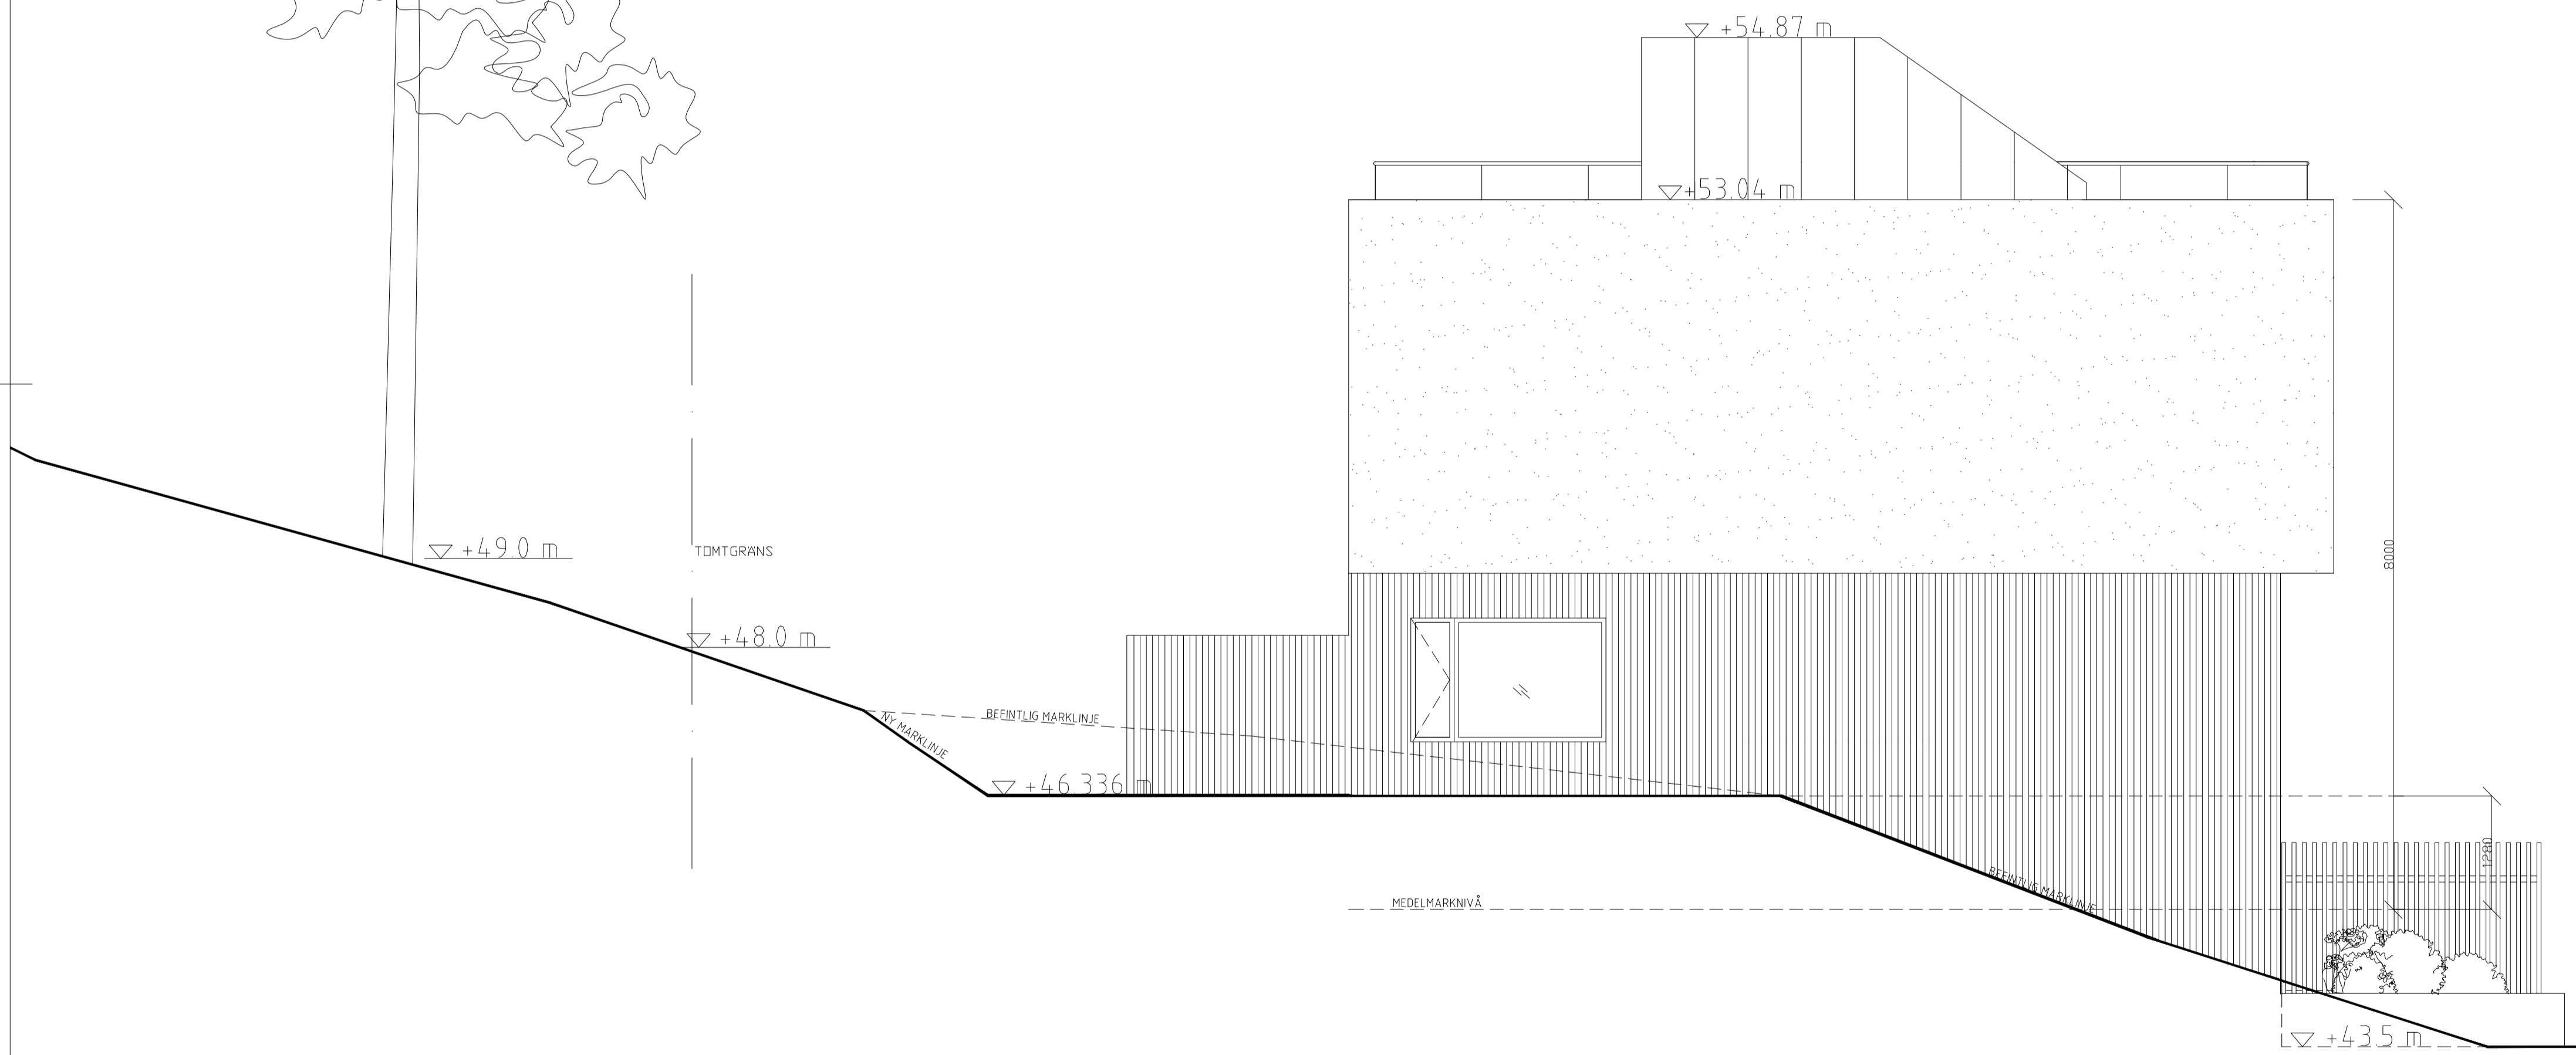 +54.87 m
+53.04 m
+49.0 m
TOMTGRÄNS
8000
+48.0 m
BEFINTLIG MARKLINJE
NY MARKLINJE
+46.336 m
1280
BEFINTLIG MARKLINJE
MEDELMARKNIVÅ
+43.5 m